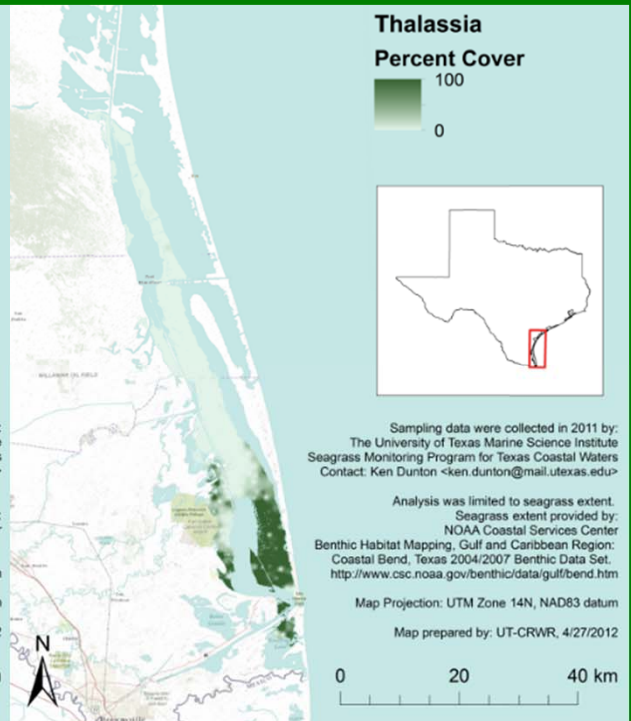 Thalassia
Percent Cover
100
0
Sampling data were collected in 2011 by:
The University of Texas Marine Science Institute
Seagrass Monitoring Program for Texas Coastal Waters
Contact: Ken Dunton <ken.dunton@mail.utexas.edu>
Analysis was limited to seagrass extent.
Seagrass extent provided by:
NOAA Coastal Services Center
Benthic Habitat Mapping, Gulf and Caribbean Region:
Coastal Bend, Texas 2004/2007 Benthic Data Set.
http://www.csc.noaa.gov/benthic/data/gulf/bend.htm
Map Projection: UTM Zone 14N, NAD83 datum
Map prepared by: UT-CRWR, 4/27/2012
N
0 20 40 km